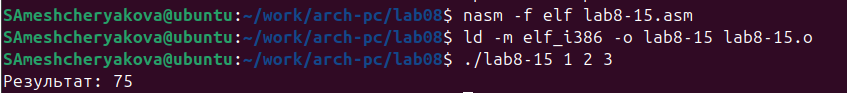 SAmeshcheryakova@ubuntu:~/work/arch-pc/lab08$ nasm -f elf lab8-15.asm
SAmeshcheryakova@ubuntu:~/work/arch-pc/lab08$ ld -m elf_i386 -o lab8-15 lab8-15.o
SAmeshcheryakova@ubuntu:~/work/arch-pc/lab08$ ./lab8-15 1 2 3
Результат: 75